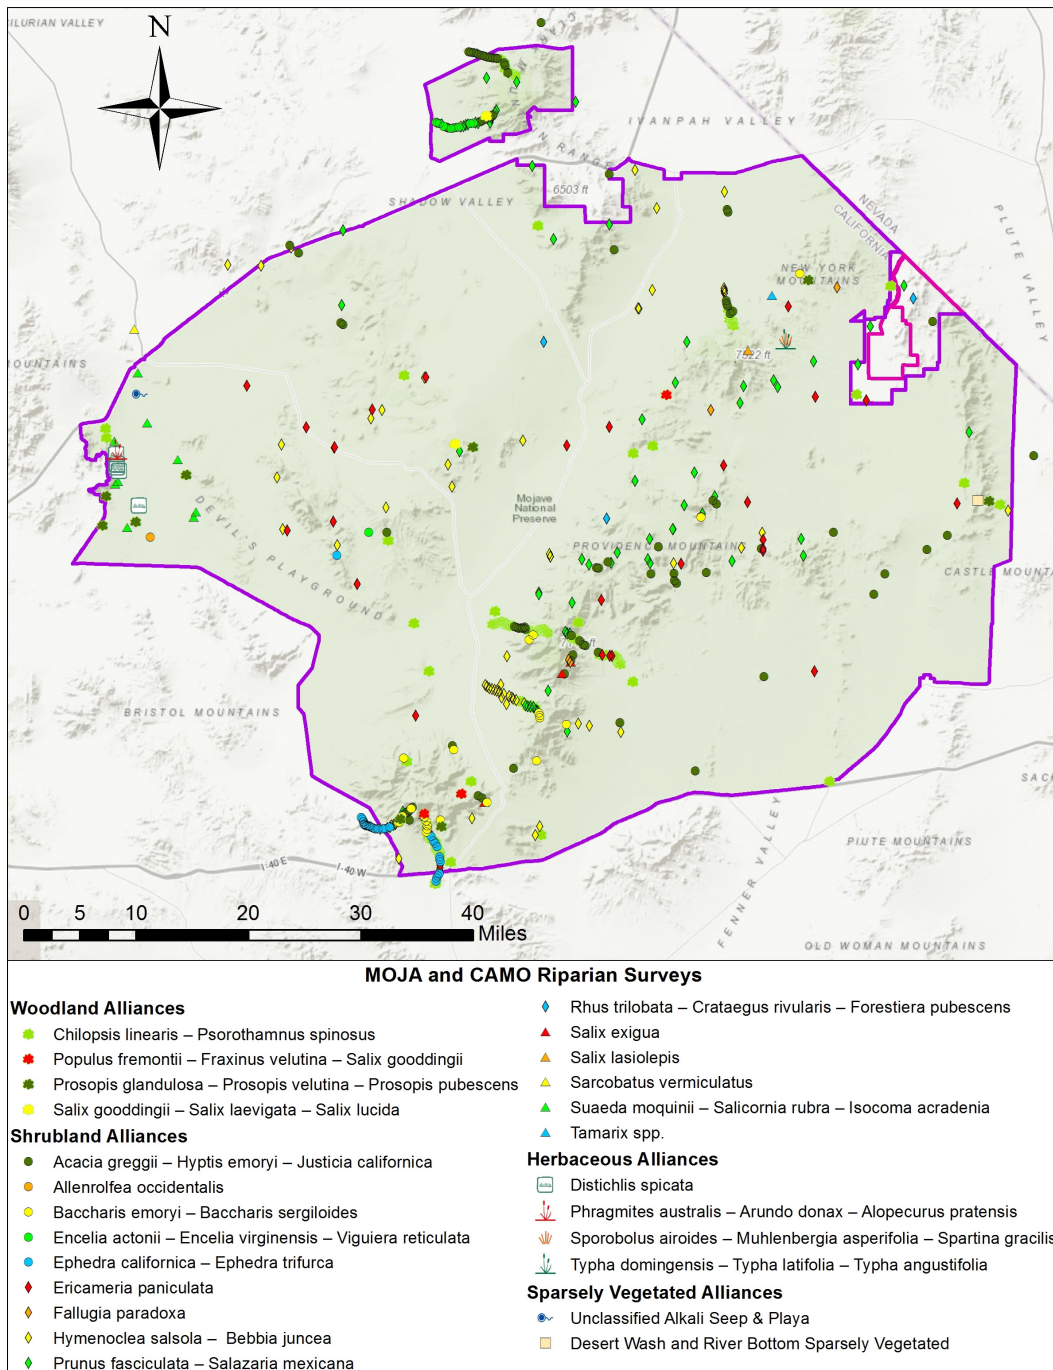 SILURIAN VALLEY
N
CLARK M
UN
N RANGE
IVANPAH VALLEY
6503 ft
SHADOW VALLEY
NEVADA
CALIFORNIA
PIUTE VALLEY
NEW YORK
MOUNTAINS
7522 ft
MOUNTAINS
DEVIL'S PLAYGROUND
Mojave
National
Preserve
PROVIDENCE MOUNTAINS
CASTLE MOUNTA
ft
BRISTOL MOUNTAINS
SAC
I-40 E
I-40 W
FENNER VALLEY
PIUTE MOUNTAINS
OLD WOMAN MOUNTAINS
0 5 10 20 30 40
Miles
MOJA and CAMO Riparian Surveys
Woodland Alliances
Chilopsis linearis – Psorothamnus spinosus
Populus fremontii – Fraxinus velutina – Salix gooddingii
Prosopis glandulosa – Prosopis velutina – Prosopis pubescens
Salix gooddingii – Salix laevigata – Salix lucida
Shrubland Alliances
Acacia greggii – Hyptis emoryi – Justicia californica
Allenrolfea occidentalis
Baccharis emoryi – Baccharis sergiloides
Encelia actonii – Encelia virginensis – Viguiera reticulata
Ephedra californica – Ephedra trifurca
Ericameria paniculata
Fallugia paradoxa
Hymenoclea salsola – Bebbia juncea
Prunus fasciculata – Salazaria mexicana
Rhus trilobata – Crataegus rivularis – Forestiera pubescens
Salix exigua
Salix lasiolepis
Sarcobatus vermiculatus
Suaeda moquinii – Salicornia rubra – Isocoma acradenia
Tamarix spp.
Herbaceous Alliances
Distichlis spicata
Phragmites australis – Arundo donax – Alopecurus pratensis
Sporobolus airoides – Muhlenbergia asperifolia – Spartina gracilis
Typha domingensis – Typha latifolia – Typha angustifolia
Sparsely Vegetated Alliances
Unclassified Alkali Seep & Playa
Desert Wash and River Bottom Sparsely Vegetated